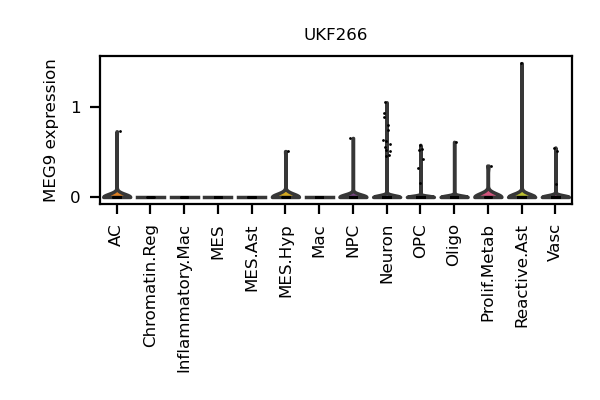 UKF266
MEG9 expression
1
0
AC
Chromatin.Reg
Inflammatory.Mac
MES
MES.Ast
MES.Hyp
Mac
NPC
Neuron
OPC
Oligo
Prolif.Metab
Reactive.Ast
Vasc